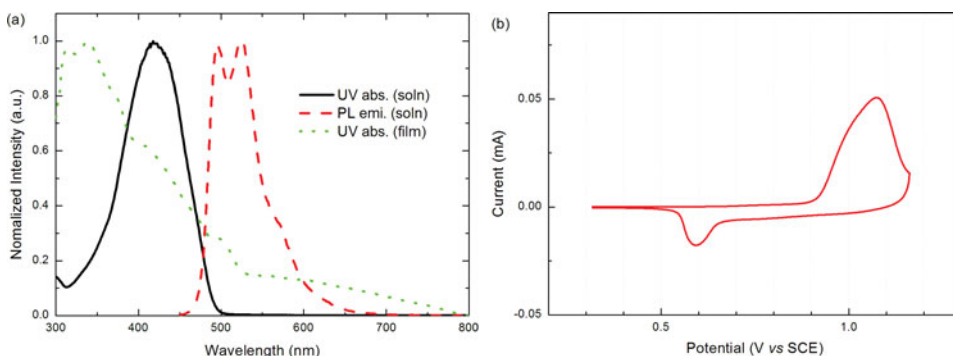 (a)
1.0
0.8
0.6
0.4
0.2
0.0
Nomalized Intensity (a.u.)
UV abs. (soln)
PL emi. (soln)
UV abs. (film)
300 400 500 600 700 800
Wavelength (nm)
(b)
0.05
0.00
-0.05
Current (mA)
0.5 1.0
Potential (V vs SCE)